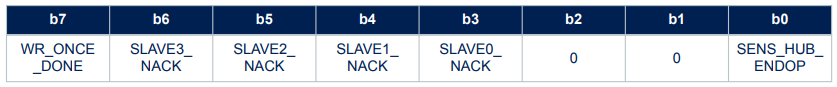 b7 b6 b5 b4 b3 b2 b1 b0
WR_ONCE SLAVE3_ SLAVE2_ SLAVE1_ SLAVE0_ 0 0 SENS_HUB_
_DONE NACK NACK NACK NACK ENDOP